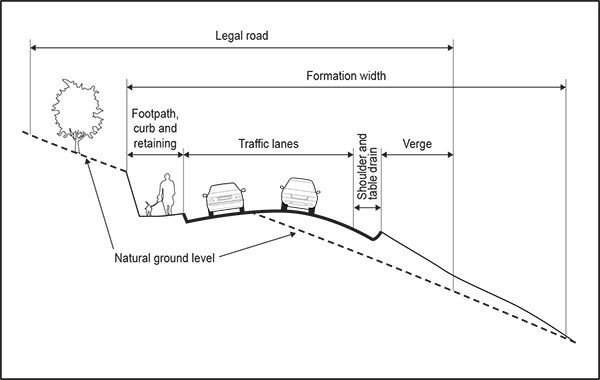 Legal road
Formation width
Footpath,
curb and
retaining
Traffic lanes
Shoulder and
table drain
Verge
Natural ground level